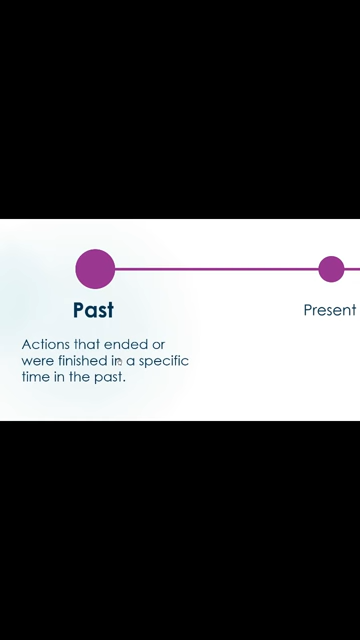 Past
Present
Actions that ended or
were finished in a specific
time in the past.